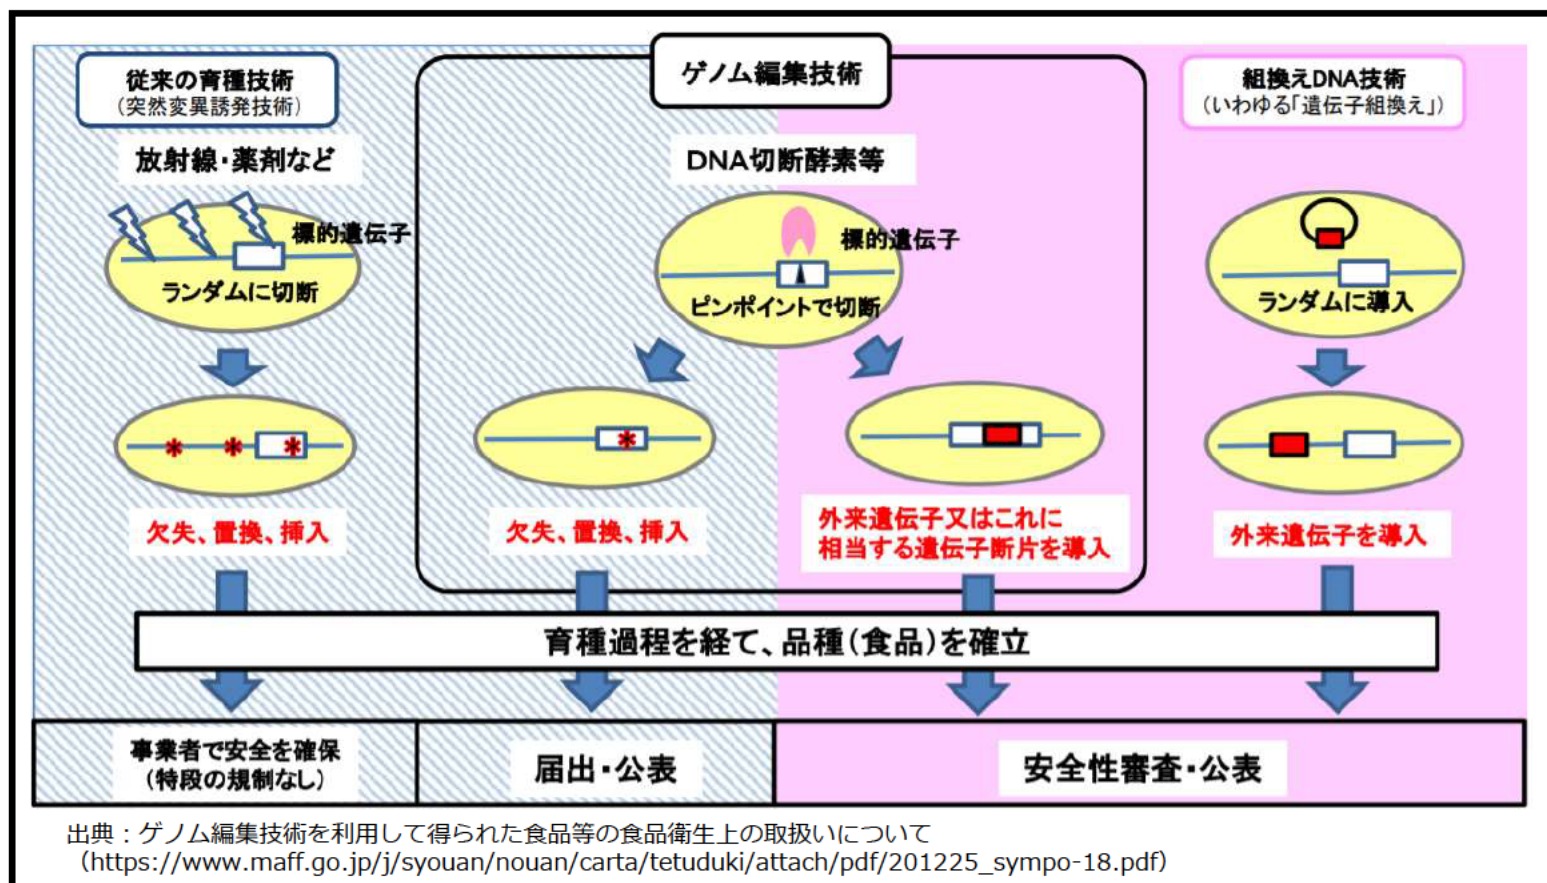 従来の育種技術
（突然変異誘発技術）
ゲノム編集技術
組換えDNA技術
（いわゆる「遺伝子組換え」）
放射線・薬剤など
DNA切断酵素等
標的遺伝子
ランダムに切断
標的遺伝子
ピンポイントで切断
ランダムに導入
欠失、置換、挿入
欠失、置換、挿入
外来遺伝子又はこれに
相当する遺伝子断片を導入
外来遺伝子を導入
育種過程を経て、品種（食品）を確立
事業者で安全を確保
（特段の規制なし）
届出・公表
安全性審査・公表
出典：ゲノム編集技術を利用して得られた食品等の食品衛生上の取扱いについて
（https://www.maff.go.jp/j/syouan/nouan/carta/tetuduki/attach/pdf/201225_sympo-18.pdf）